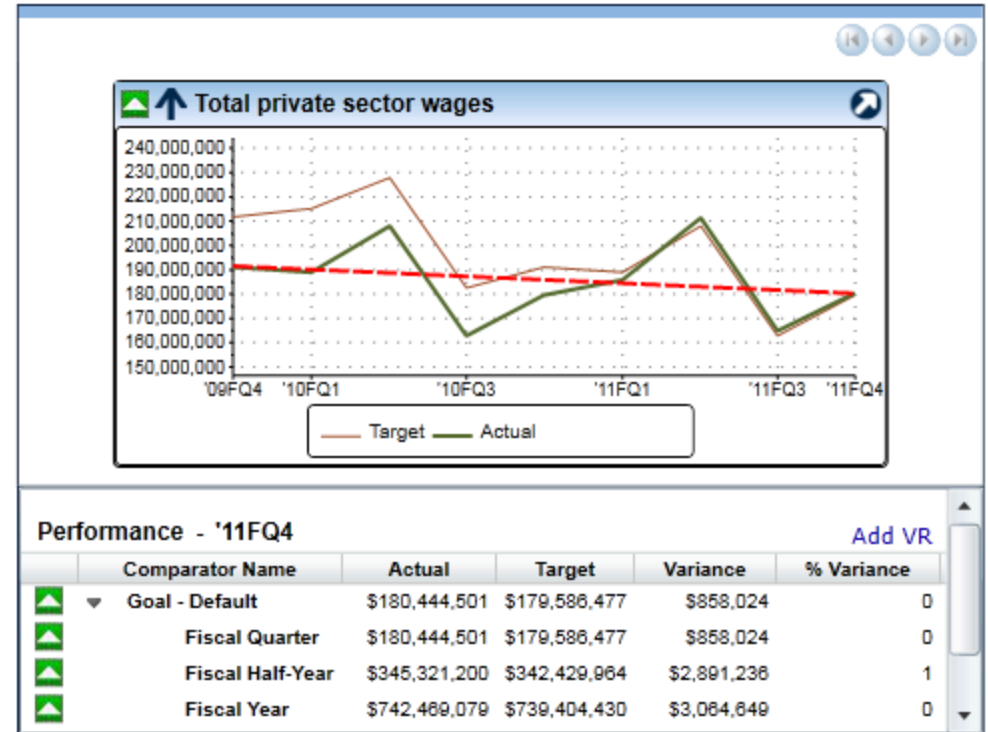 Total private sector wages
240,000,000
230,000,000
220,000,000
210,000,000
200,000,000
190,000,000
180,000,000
170,000,000
160,000,000
150,000,000
'09FQ4 '10FQ1 '10FQ3 '11FQ1 '11FQ3 '11FQ4
Target Actual
Performance - '11FQ4
Add VR
Comparator Name Actual Target Variance % Variance
Goal - Default $180,444,501 $179,586,477 $858,024 0
Fiscal Quarter $180,444,501 $179,586,477 $858,024 0
Fiscal Half-Year $345,321,200 $342,429,964 $2,891,236 1
Fiscal Year $742,469,079 $739,404,430 $3,064,649 0